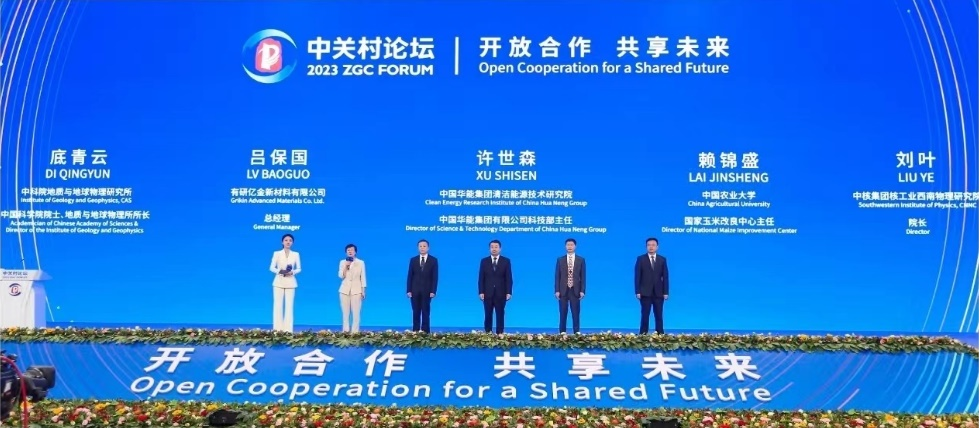 中关村论坛
2023 ZGC FORUM
开放合作 共享未来
Open Cooperation for a Shared Future
底青云
DI QINGYUN
中科院地质与地球物理研究所
Institute of Geology and Geophysics, CAS
中国科学院院士、地质与地球物理所所长
Academician of Chinese Academy of Sciences &
Director of the Institute of Geology and Geophysics
吕保国
LV BAOGUO
有研亿金新材料有限公司
Grikin Advanced Materials Co. Ltd.
总经理
General Manager
许世森
XU SHISEN
中国华能集团清洁能源技术研究院
Clean Energy Research Institute of China Hua Neng Group
中国华能集团有限公司科技部主任
Director of Science & Technology Department of China Hua Neng Group
赖锦盛
LAI JINSHENG
中国农业大学
China Agricultural University
国家玉米改良中心主任
Director of National Maize Improvement Center
刘叶
LIU YE
中核集团核工业西南物理研究院
Southwestern Institute of Physics, CNNC
院长
Director
中关村论坛
开放合作 共享未来
Open Cooperation for a Shared Future